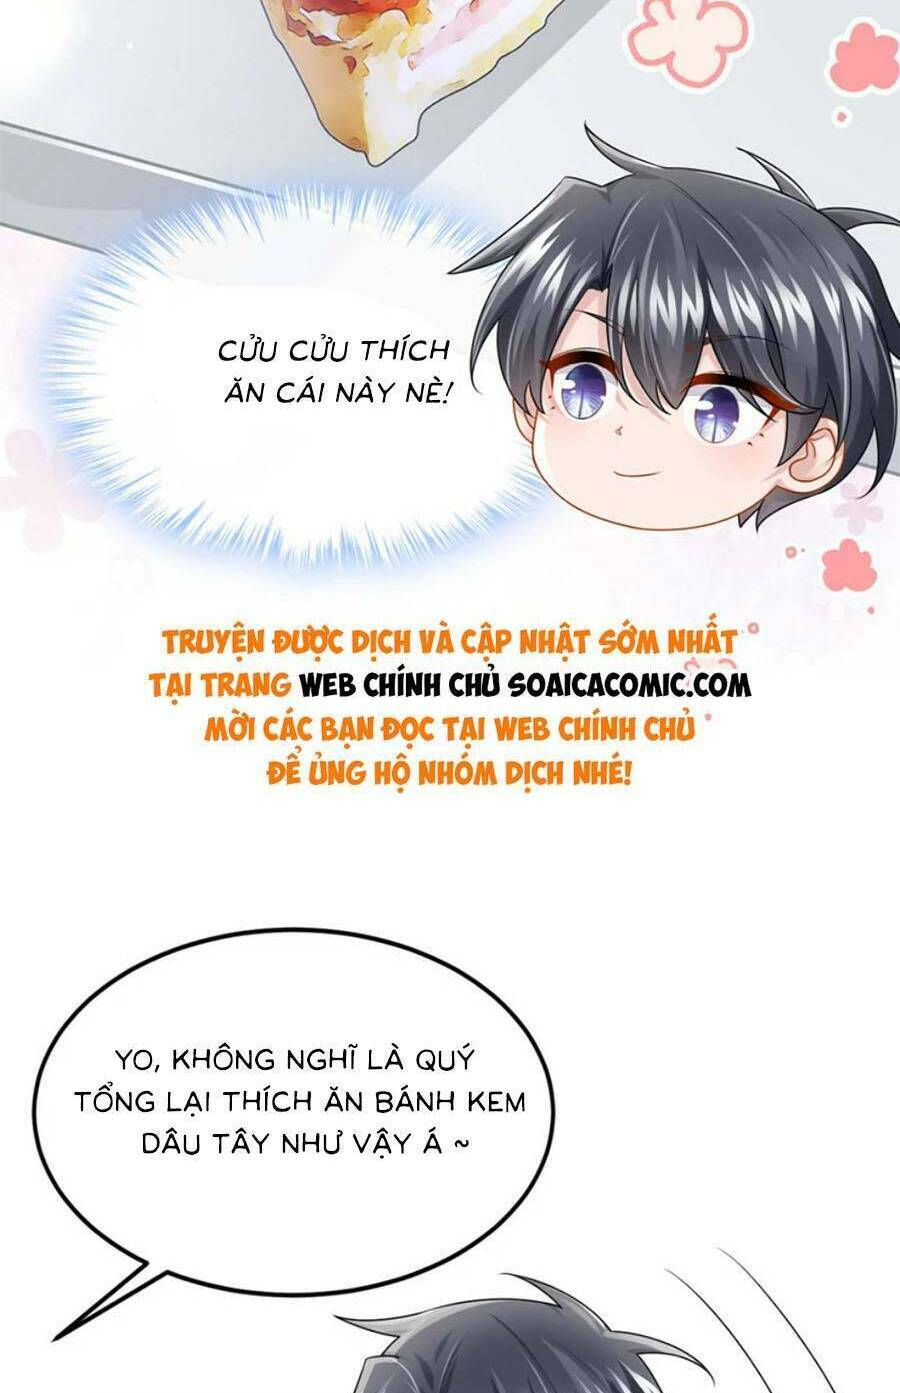 CỬU CỬU THÍCH
ĂN CÁI NÀY NÈ!
TRUYỆN ĐƯỢC DỊCH VÀ CẬP NHẬT SỚM NHẤT
TẠI TRANG WEB CHÍNH CHỦ SOAICACOMIC.COM
MỜI CÁC BẠN ĐỌC TẠI WEB CHÍNH CHỦ
ĐỂ ỦNG HỘ NHÓM DỊCH NHÉ!
YO, KHÔNG NGHĨ LÀ QUÝ
TỔNG LẠI THÍCH ĂN BÁNH KEM
DÂU TÂY NHƯ VẬY Á ~